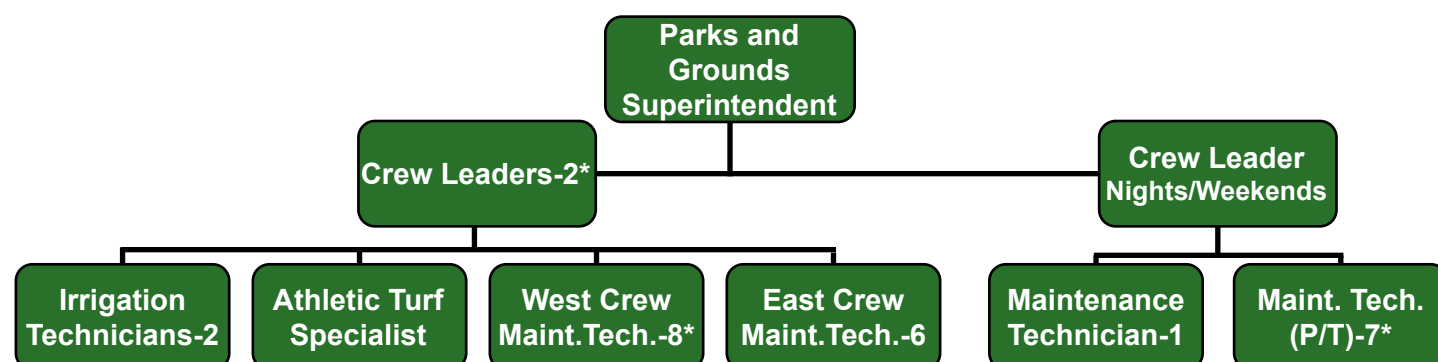 Parks and
Grounds
Superintendent
Crew Leaders-2*
Crew Leader
Nights/Weekends
Irrigation
Technicians-2
Athletic Turf
Specialist
West Crew
Maint.Tech.-8*
East Crew
Maint.Tech.-6
Maintenance
Technician-1
Maint. Tech.
(P/T)-7*